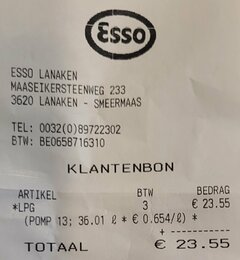 Esso
ESSO LANAKEN
MAASEIKERSTEENWEG 233
3620 LANAKEN - SMEERMAAS
TEL: 0032(0)89722302
BTW: BE0658716310
KLANTENBON
ARTIKEL BTW BEDRAG
*LPG 3 € 23.55
(POMP 13; 36.01 ℓ * € 0.654/ℓ) *
+ ----------
TOTAAL € 23.55